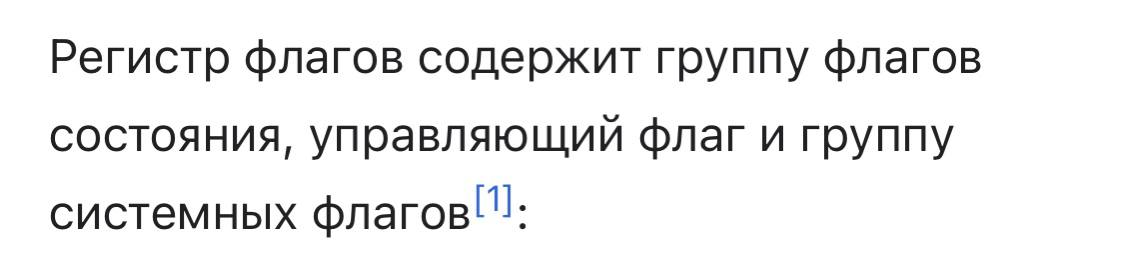 Регистр флагов содержит группу флагов
состояния, управляющий флаг и группу
системных флагов[1]: